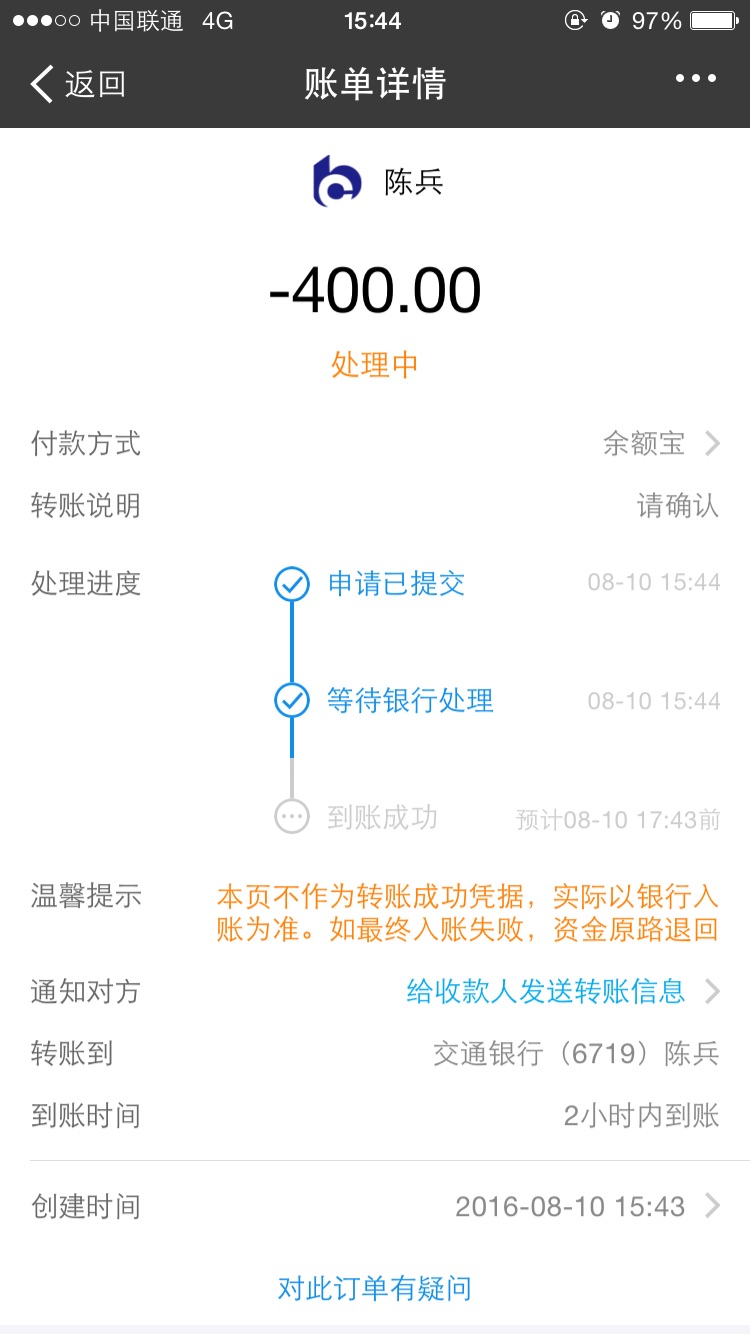 中国联通 4G 15:44 97%
返回 账单详情
陈兵
-400.00
处理中
付款方式 余额宝
转账说明 请确认
处理进度 申请已提交 08-10 15:44
等待银行处理 08-10 15:44
到账成功 预计08-10 17:43前
温馨提示 本页不作为转账成功凭据，实际以银行入
账为准。如最终入账失败，资金原路退回
通知对方 给收款人发送转账信息
转账到 交通银行（6719）陈兵
到账时间 2小时内到账
创建时间 2016-08-10 15:43
对此订单有疑问